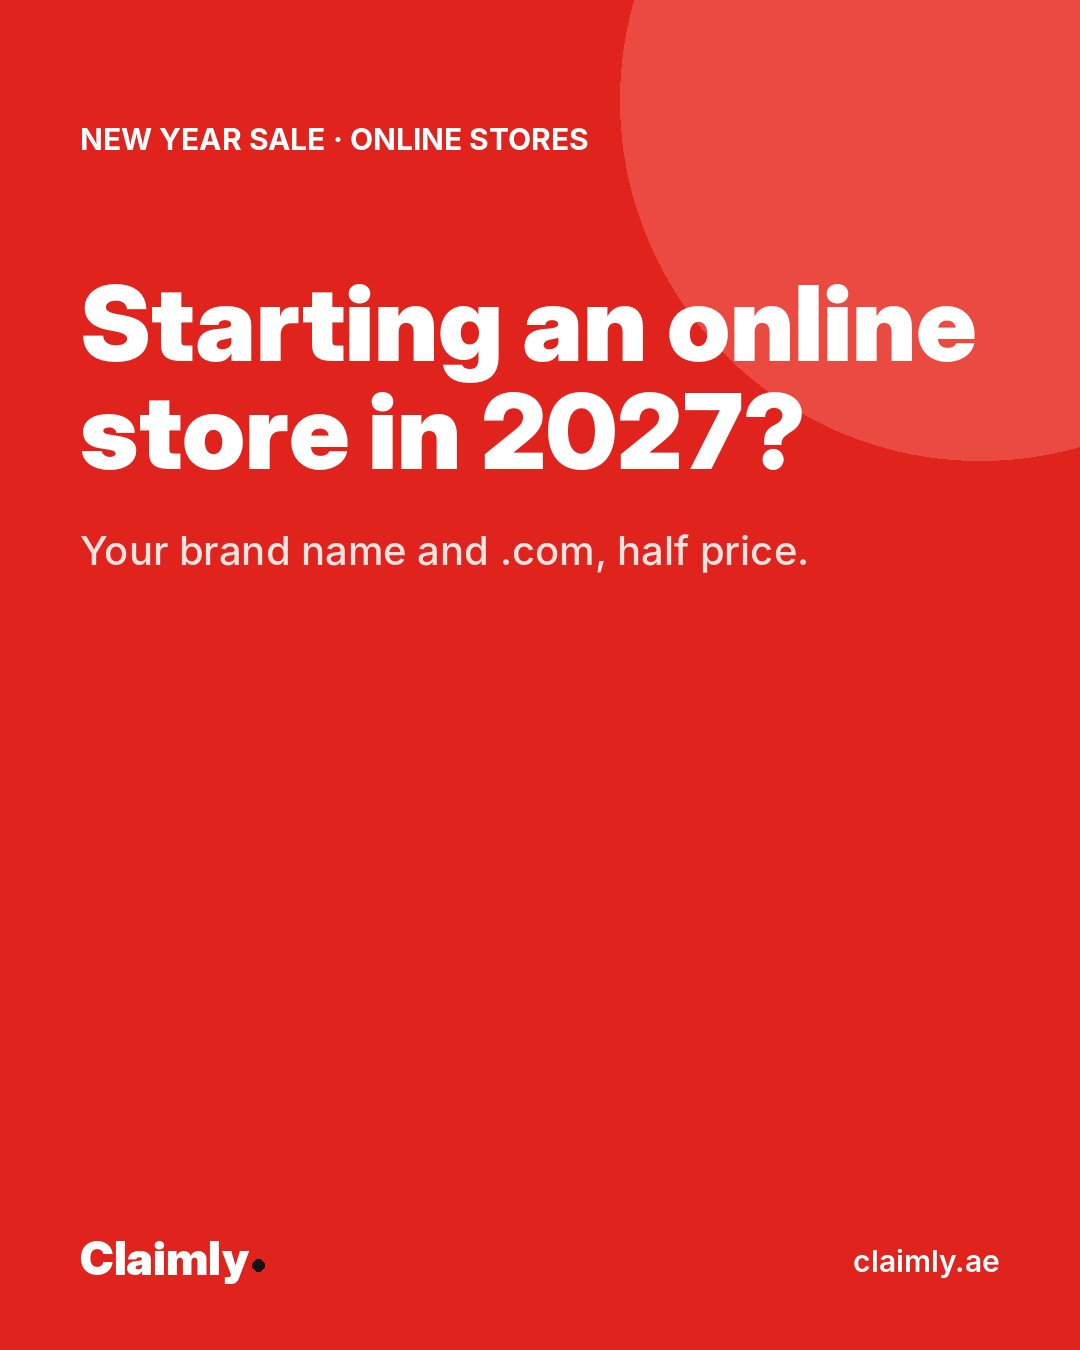 NEW YEAR SALE · ONLINE STORES
Starting an online
store in 2027?
Your brand name and .com, half price.
Claimly.
claimly.ae